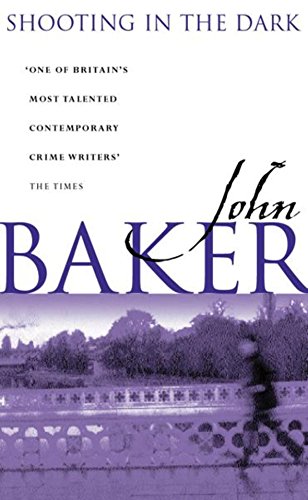 SHOOTING IN THE DARK
‘ONE OF BRITAIN’S
MOST TALENTED
CONTEMPORARY
CRIME WRITERS’
THE TIMES
John
BAKER